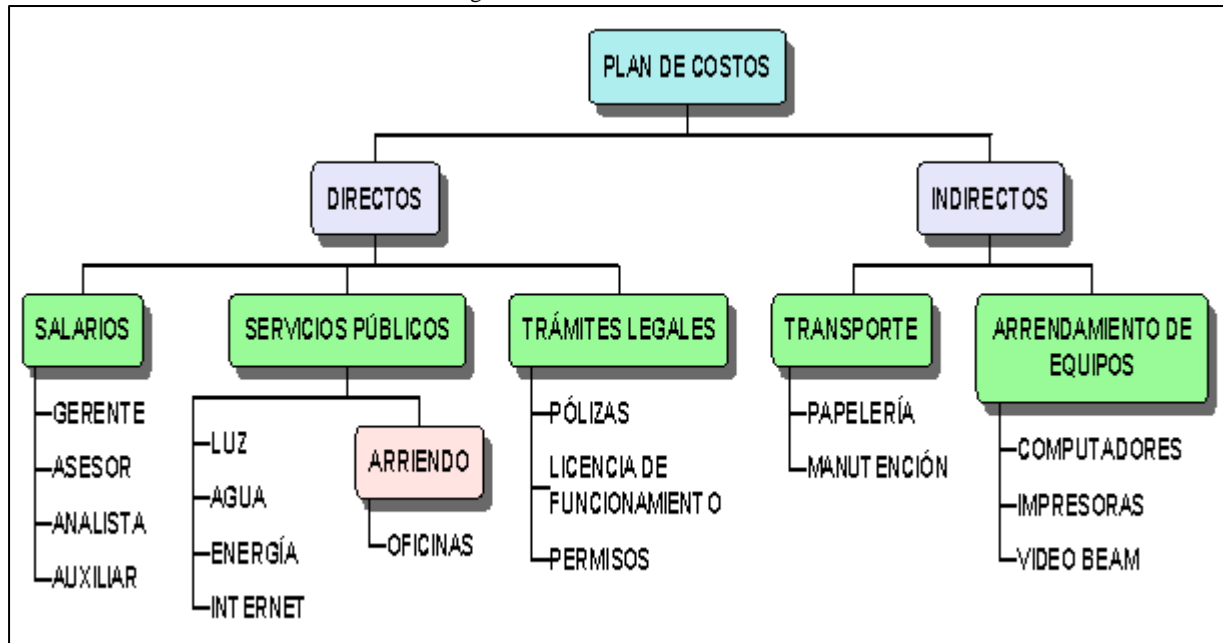 PLAN DE COSTOS
DIRECTOS
INDIRECTOS
SALARIOS
SERVICIOS PÚBLICOS
TRÁMITES LEGALES
TRANSPORTE
ARRENDAMIENTO DE
EQUIPOS
GERENTE
ASESOR
ANALISTA
AUXILIAR
LUZ
AGUA
ENERGÍA
INTERNET
ARRIENDO
OFICINAS
PÓLIZAS
LICENCIA DE
FUNCIONAMIENTO
PERMISOS
PAPELERÍA
MANUTENCIÓN
COMPUTADORES
IMPRESORAS
VIDEO BEAM